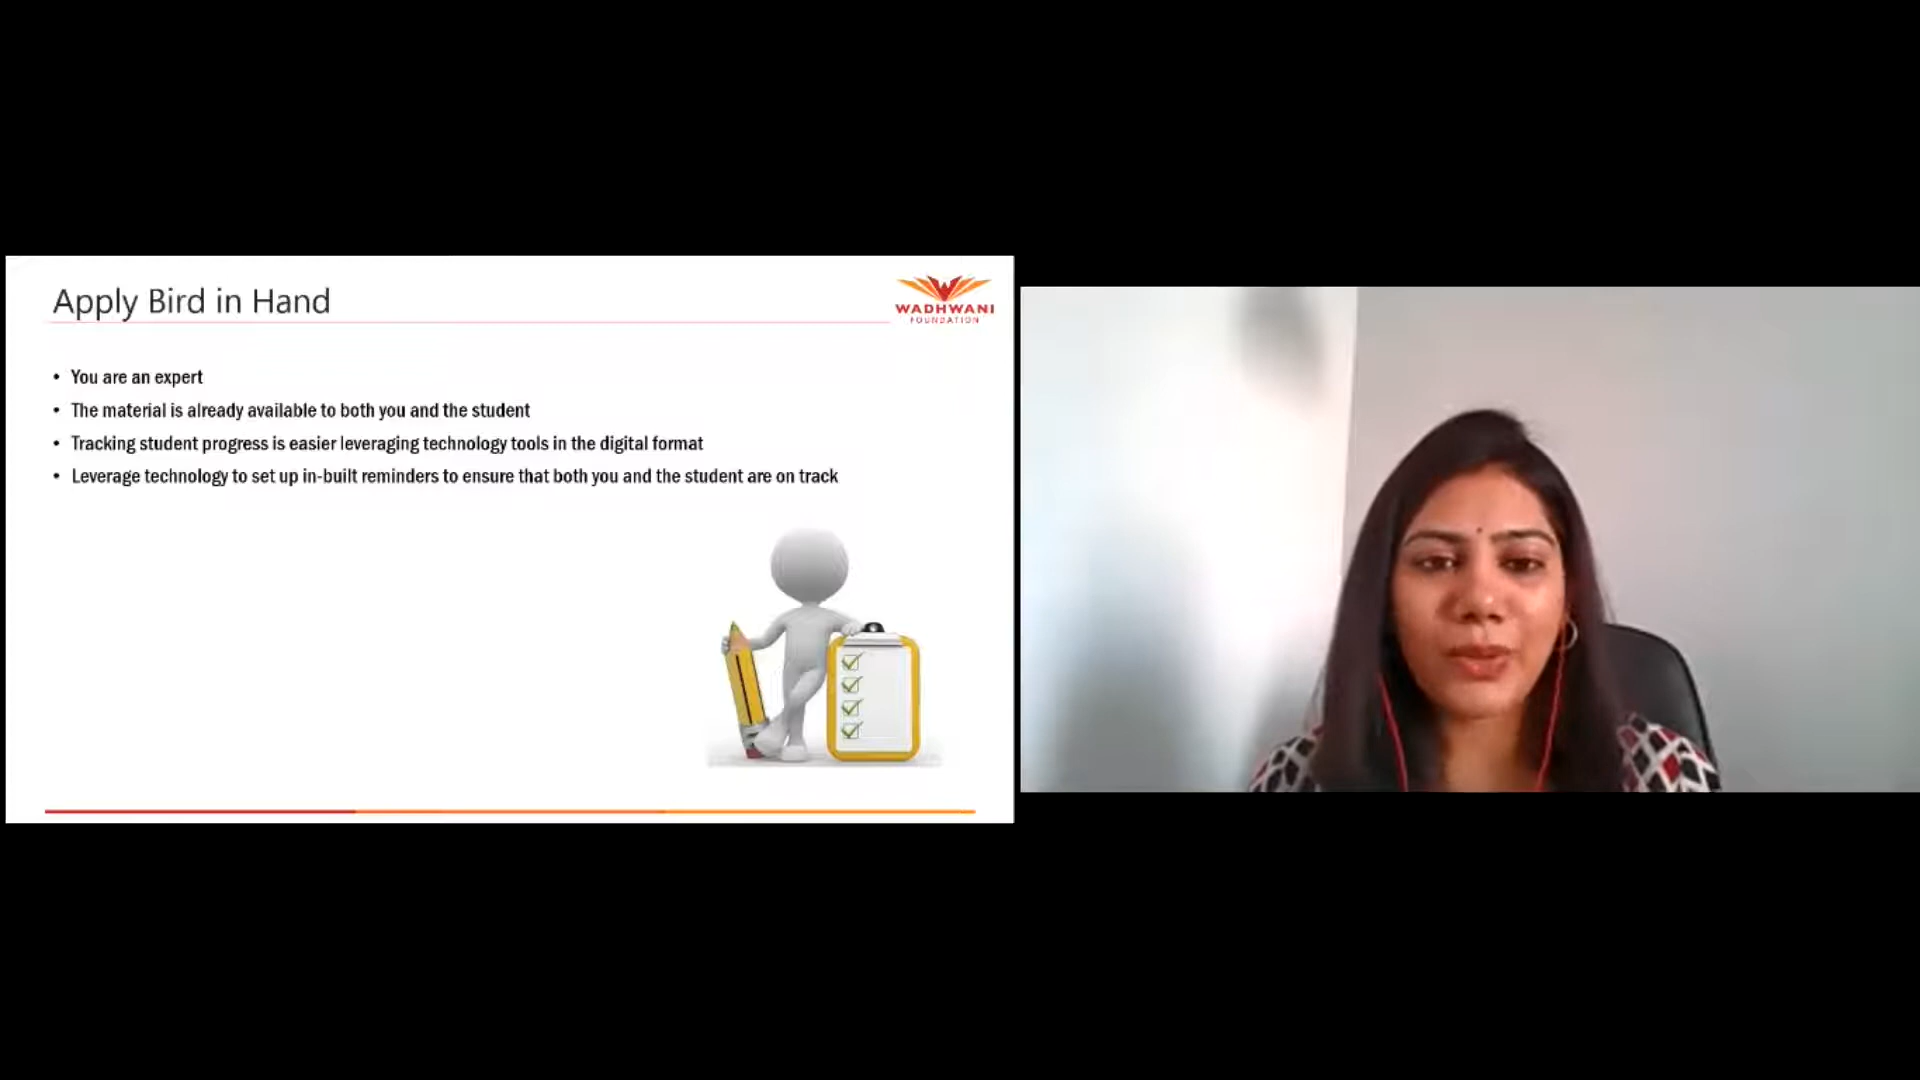 Apply Bird in Hand
WADHWANI
FOUNDATION
• You are an expert
• The material is already available to both you and the student
• Tracking student progress is easier leveraging technology tools in the digital format
• Leverage technology to set up in-built reminders to ensure that both you and the student are on track